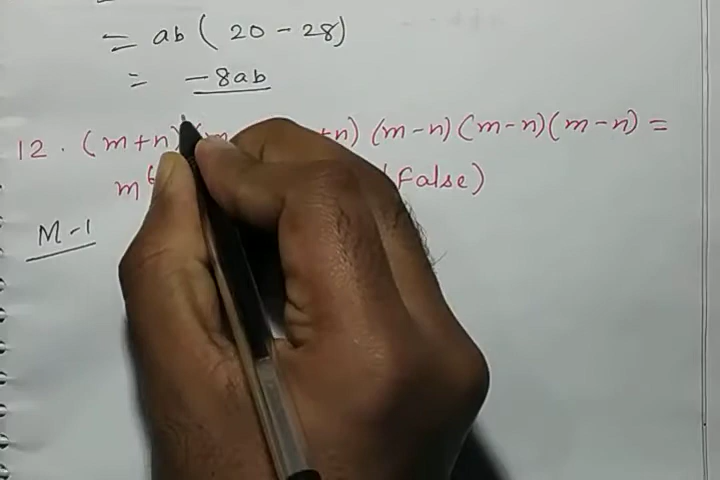 = ab ( 20 - 28)
= - 8ab
12. (m+n) (m +n) (m-n) (m-n) (m-n) =
m False)
M-1